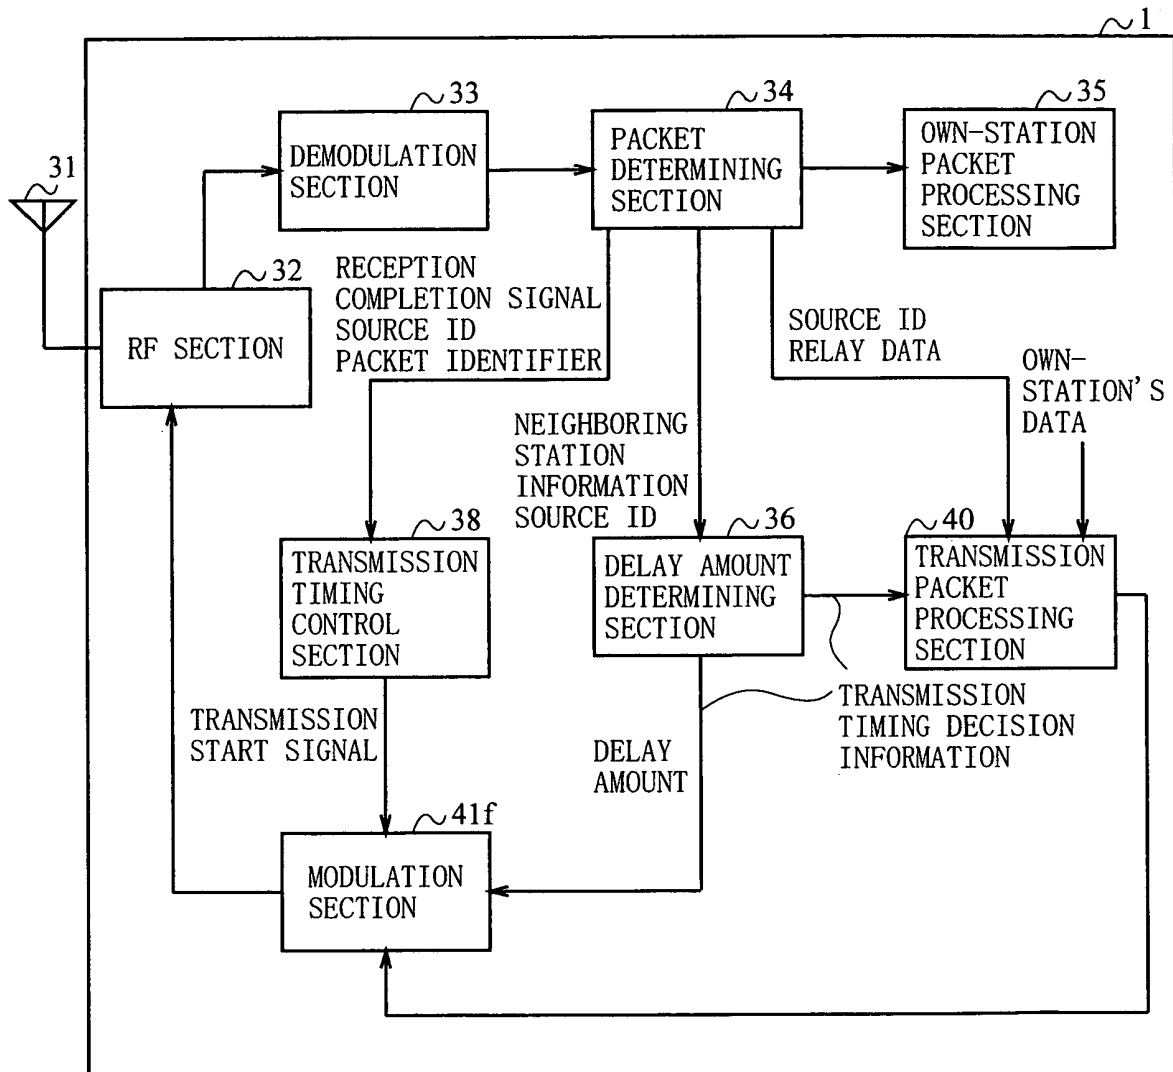 1
33
34
35
31
DEMODULATION
SECTION
PACKET
DETERMINING
SECTION
OWN-STATION
PACKET
PROCESSING
SECTION
32
RF SECTION
RECEPTION
COMPLETION SIGNAL
SOURCE ID
PACKET IDENTIFIER
SOURCE ID
RELAY DATA
OWN-
STATION'S
DATA
NEIGHBORING
STATION
INFORMATION
SOURCE ID
38
36
40
TRANSMISSION
TIMING
CONTROL
SECTION
DELAY AMOUNT
DETERMINING
SECTION
TRANSMISSION
PACKET
PROCESSING
SECTION
TRANSMISSION
START SIGNAL
DELAY
AMOUNT
TRANSMISSION
TIMING DECISION
INFORMATION
41f
MODULATION
SECTION